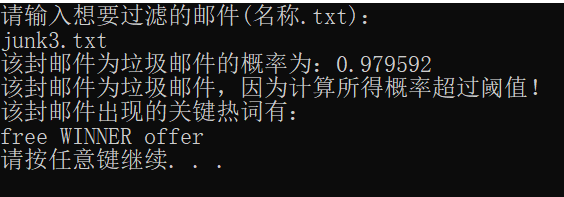 请输入想要过滤的邮件(名称.txt):
junk3.txt
该封邮件为垃圾邮件的概率为: 0.979592
该封邮件为垃圾邮件, 因为计算所得概率超过阈值!
该封邮件出现的关键热词有:
free WINNER offer
请按任意键继续. . .